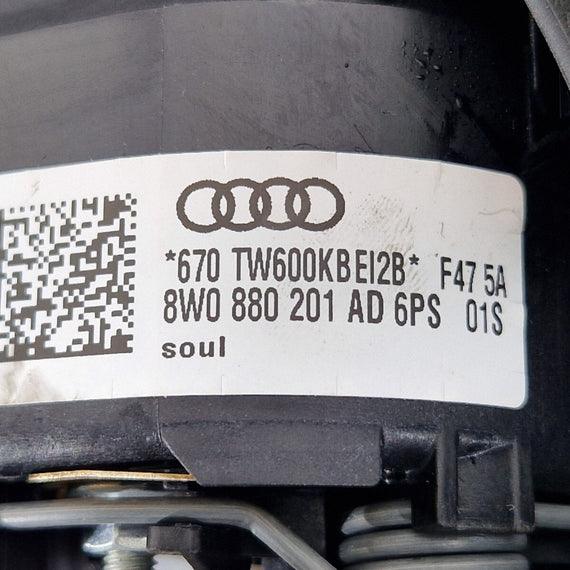 *670 TW600KBEI2B* F47 5A
8W0 880 201 AD 6PS 01S
soul